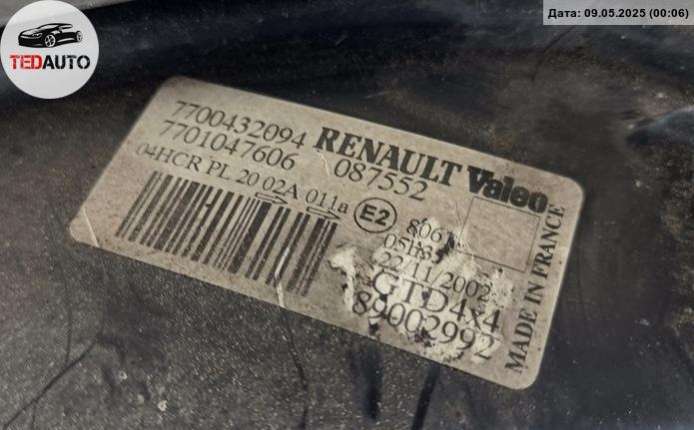 Дата: 09.05.2025 (00:06)
TEDAUTO
7700432094 RENAULT Valeo
7701047606 087552
04HCR PL 20 02A 011a E2
22/11/2002
GTD4x4
89002992
MADE IN FRANCE